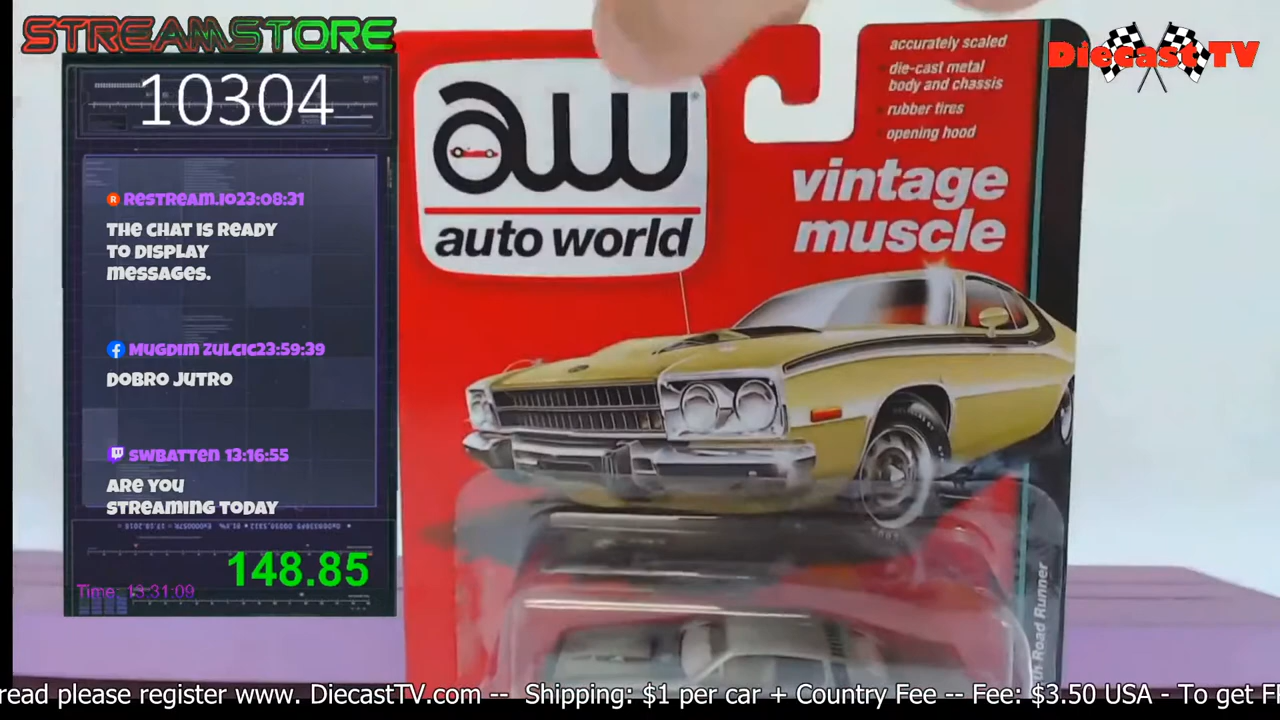 STREAMSTORE
10304
Restream.io23:08:31
THE CHAT IS READY
TO DISPLAY
MESSAGES.
Mugdim Zulcic23:59:39
DOBRO JUTRO
swbatten 13:16:55
ARE YOU
STREAMING TODAY
148.85
Time: 13:31:09
aw
®
auto world
accurately scaled
die-cast metal
body and chassis
rubber tires
opening hood
vintage
muscle
Diecast TV
Road Runner
read please register www. DiecastTV.com -- Shipping: $1 per car + Country Fee -- Fee: $3.50 USA - To get